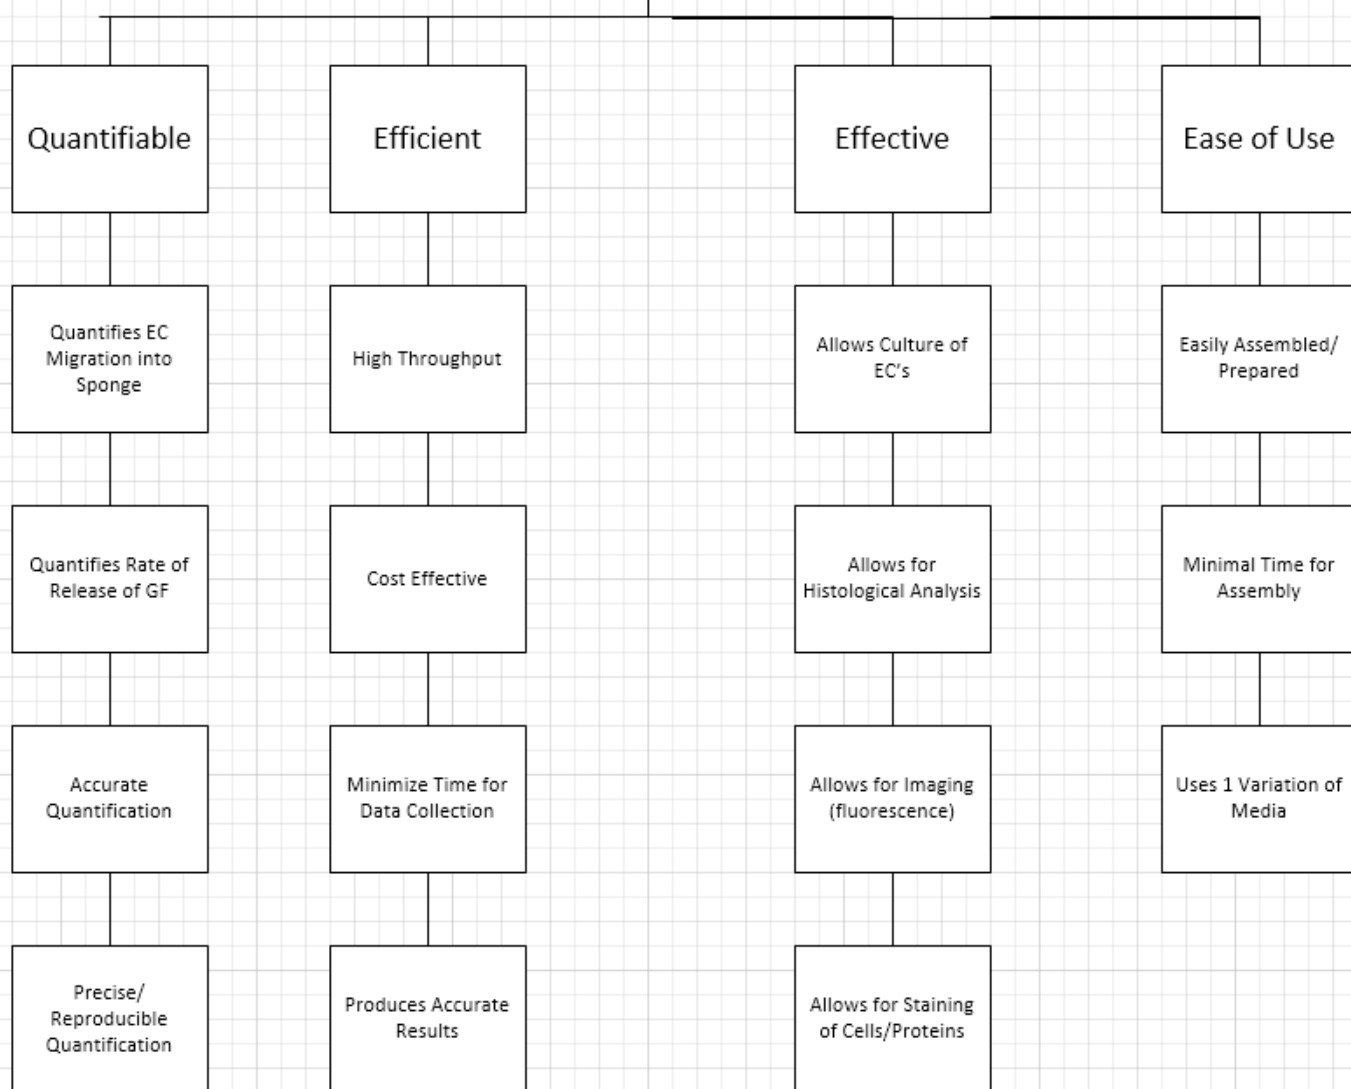 Quantifiable
Efficient
Effective
Ease of Use
Quantifies EC
Migration into
Sponge
High Throughput
Allows Culture of
EC's
Easily Assembled/
Prepared
Quantifies Rate of
Release of GF
Cost Effective
Allows for
Histological Analysis
Minimal Time for
Assembly
Accurate
Quantification
Minimize Time for
Data Collection
Allows for Imaging
(fluorescence)
Uses 1 Variation of
Media
Precise/
Reproducible
Quantification
Produces Accurate
Results
Allows for Staining
of Cells/Proteins